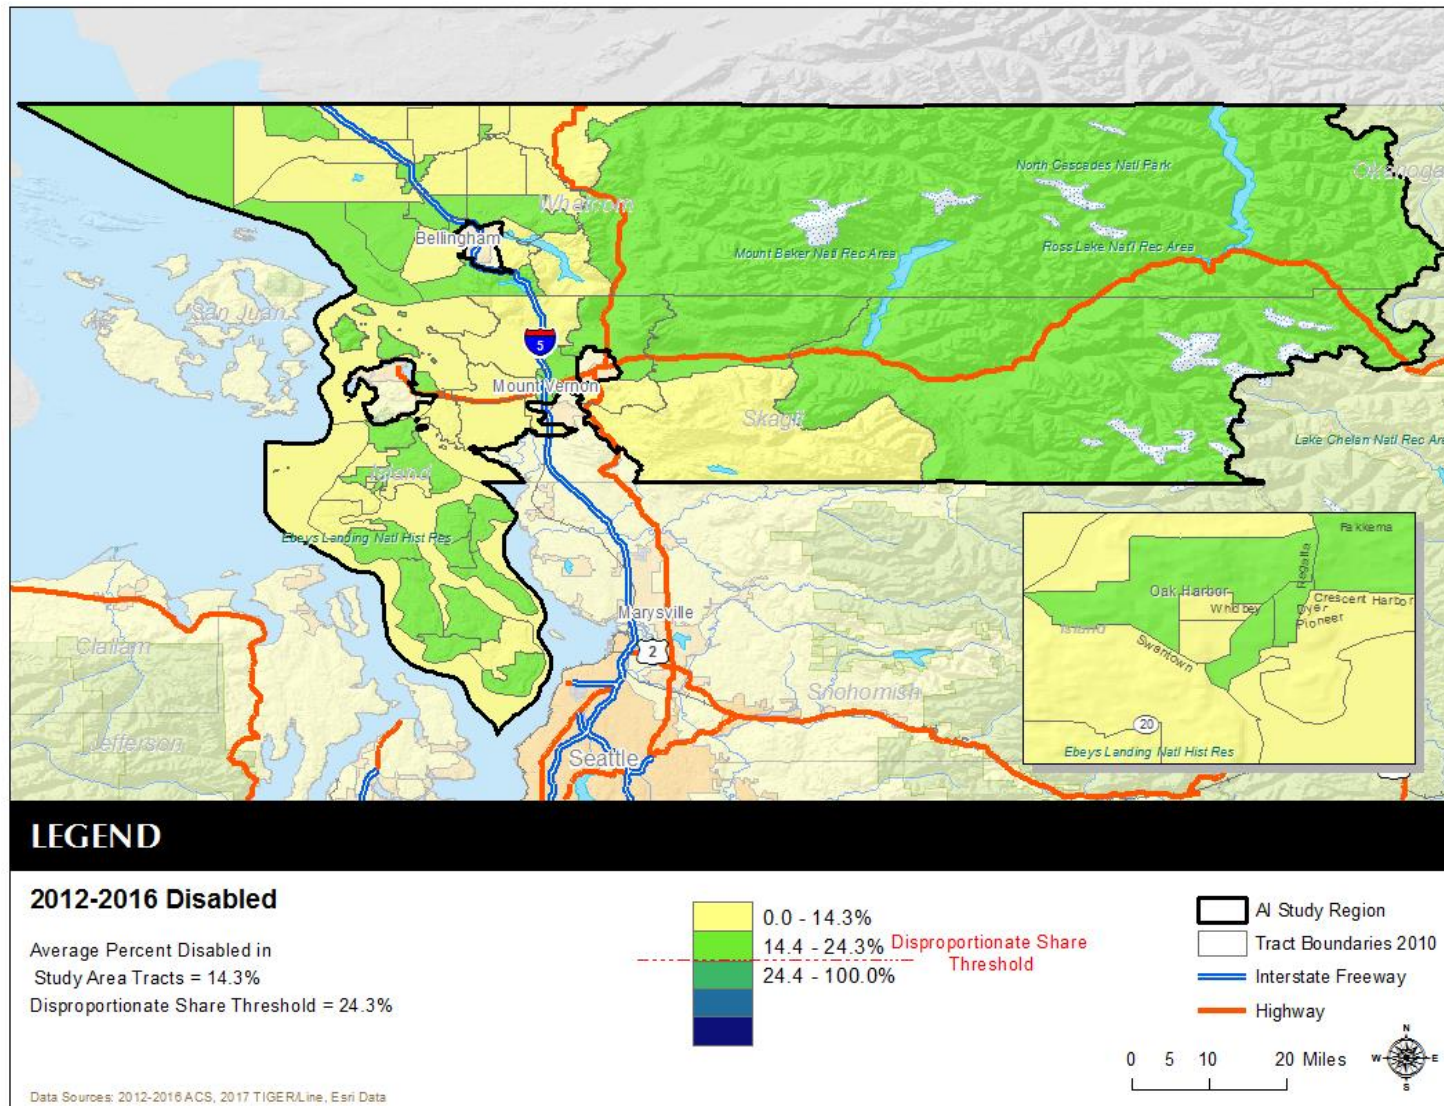 North Cascades Natl Park
Okanoga
Whatcom
Bellingham
Mount Baker Natl Rec Area
Ross Lake Natl Rec Area
San Juan
5
Mount Vernon
Skagit
Lake Chelan Natl Rec Are
Island
Ebeys Landing Natl Hist Res
Marysville
2
Clallam
Snohomish
Jefferson
Seattle
Fakkema
Regatta
Oak Harbor
Whidbey
Crescent Harbor
Dyer
Pioneer
Island
Swantown
20
Ebeys Landing Natl Hist Res
LEGEND
2012-2016 Disabled
Average Percent Disabled in
Study Area Tracts = 14.3%
Disproportionate Share Threshold = 24.3%
0.0 - 14.3%
14.4 - 24.3%
24.4 - 100.0%
Disproportionate Share
Threshold
AI Study Region
Tract Boundaries 2010
Interstate Freeway
Highway
N
W
E
S
0 5 10 20 Miles
Data Sources: 2012-2016 ACS, 2017 TIGER/Line, Esri Data